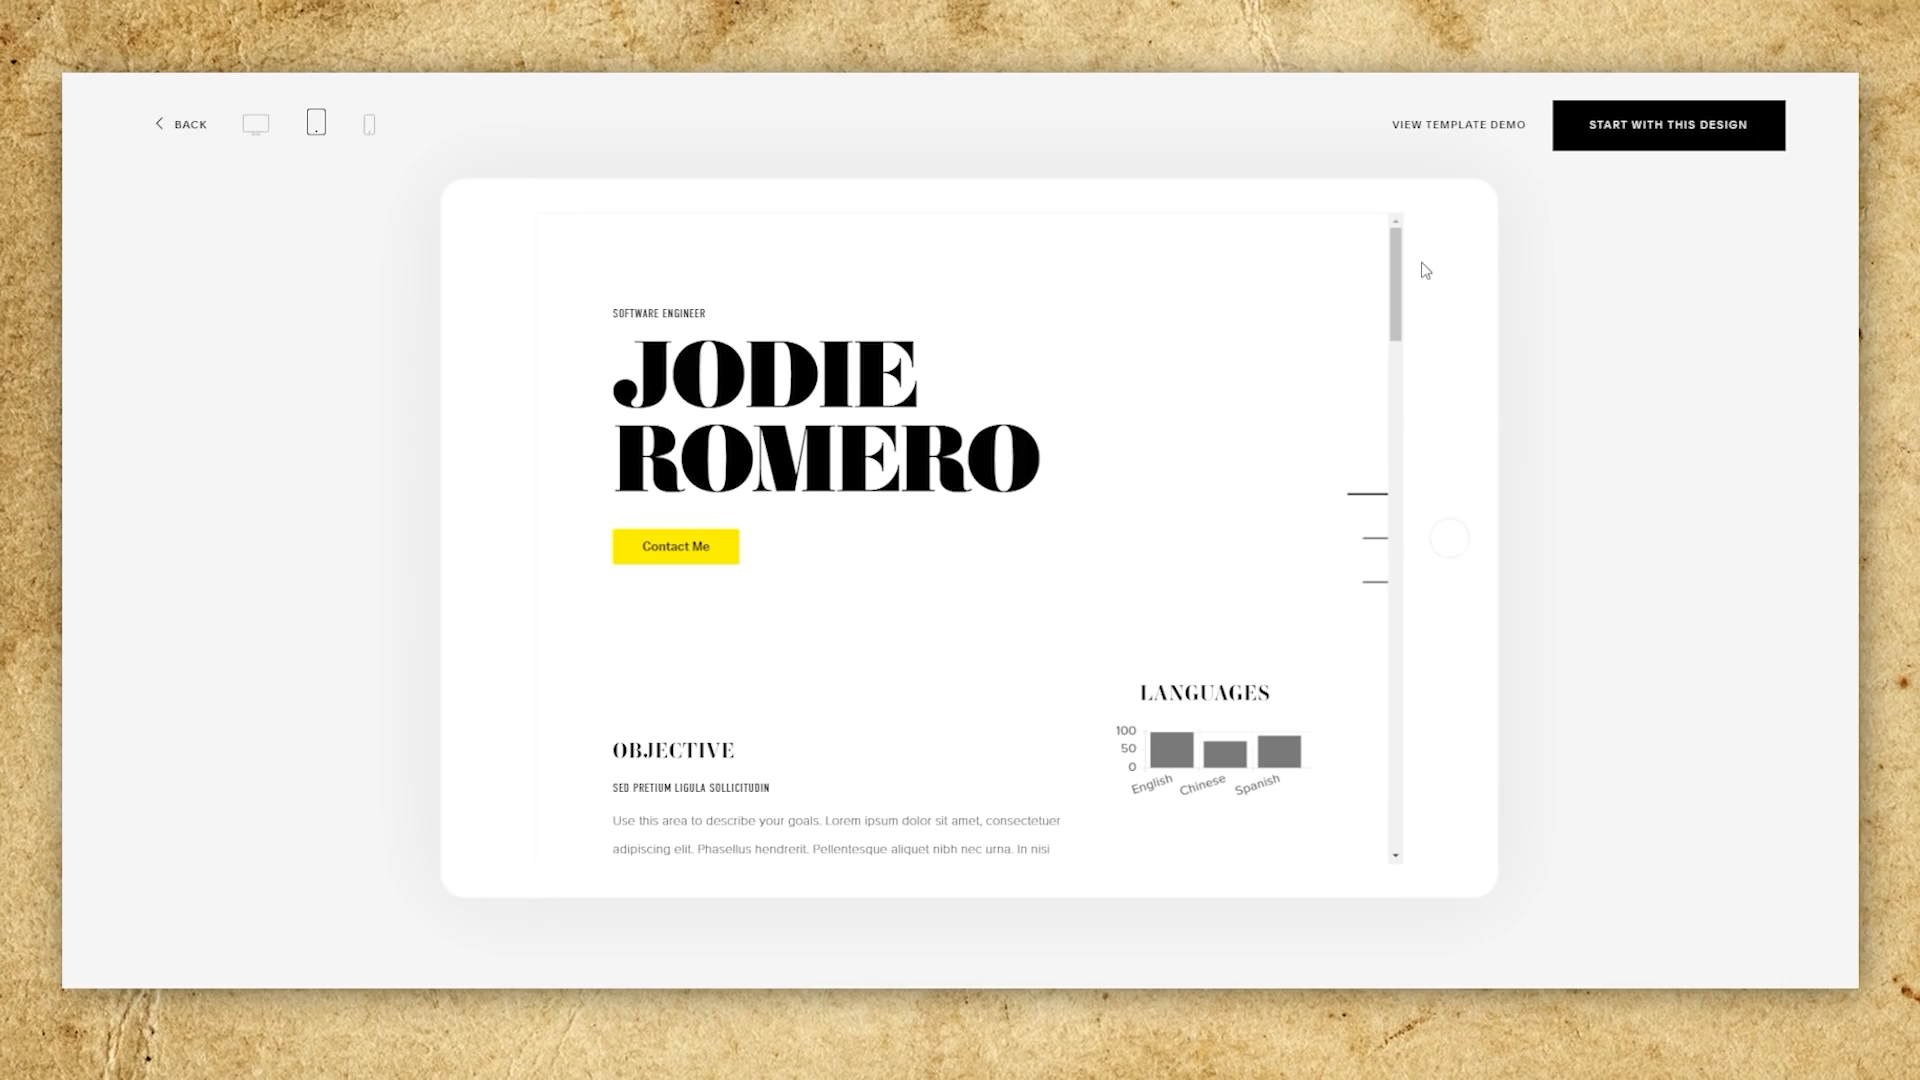 BACK
VIEW TEMPLATE DEMO
START WITH THIS DESIGN
SOFTWARE ENGINEER
JODIE
ROMERO
Contact Me
LANGUAGES
100
50
0
English Chinese Spanish
OBJECTIVE
SED PRETIUM LIGULA SOLLICITUDIN
Use this area to describe your goals. Lorem ipsum dolor sit amet, consectetuer
adipiscing elit. Phasellus hendrerit. Pellentesque aliquet nibh nec urna. In nisi